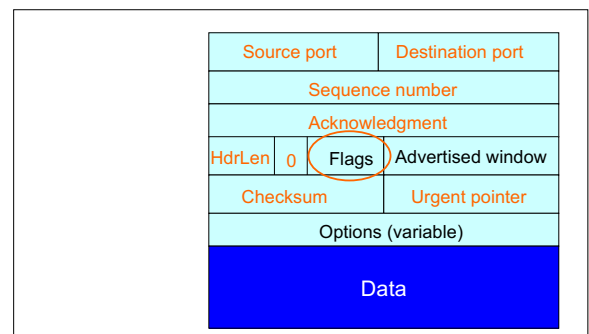 Source port Destination port
Sequence number
Acknowledgment
HdrLen 0 Flags Advertised window
Checksum Urgent pointer
Options (variable)
Data